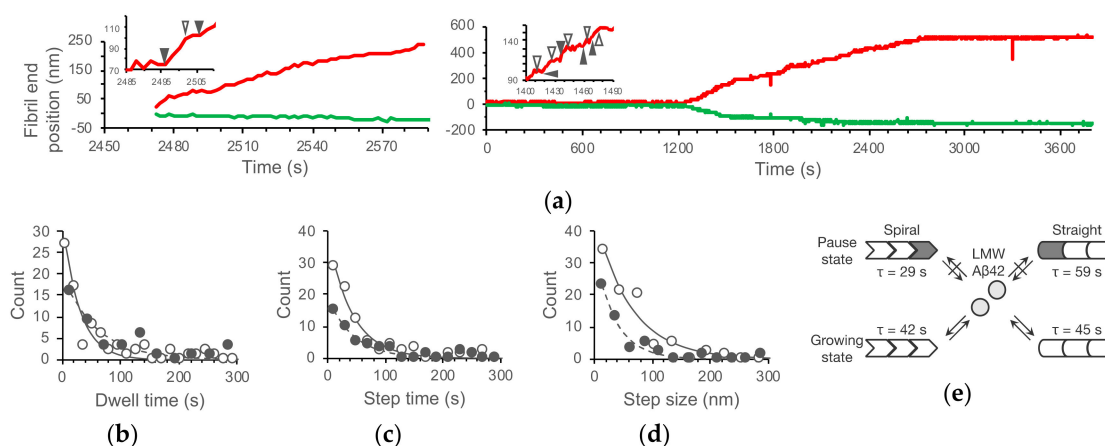 Fibril end
position (nm)
250
150
50
-50
2450
2480
2510
2540
2570
Time (s)
110
90
70
2485
2495
2505
600
400
200
0
-200
0
600
1200
1800
2400
3000
3600
Time (s)
140
90
1400
1430
1460
1490
(a)
Count
30
25
20
15
10
5
0
0
100
200
300
Dwell time (s)
(b)
Count
40
30
20
10
0
0
100
200
300
Step time (s)
(c)
Count
40
30
20
10
0
0
100
200
300
Step size (nm)
(d)
Spiral
Straight
Pause
state
LMW
Aβ42
τ = 29 s
τ = 59 s
Growing
state
τ = 42 s
τ = 45 s
(e)